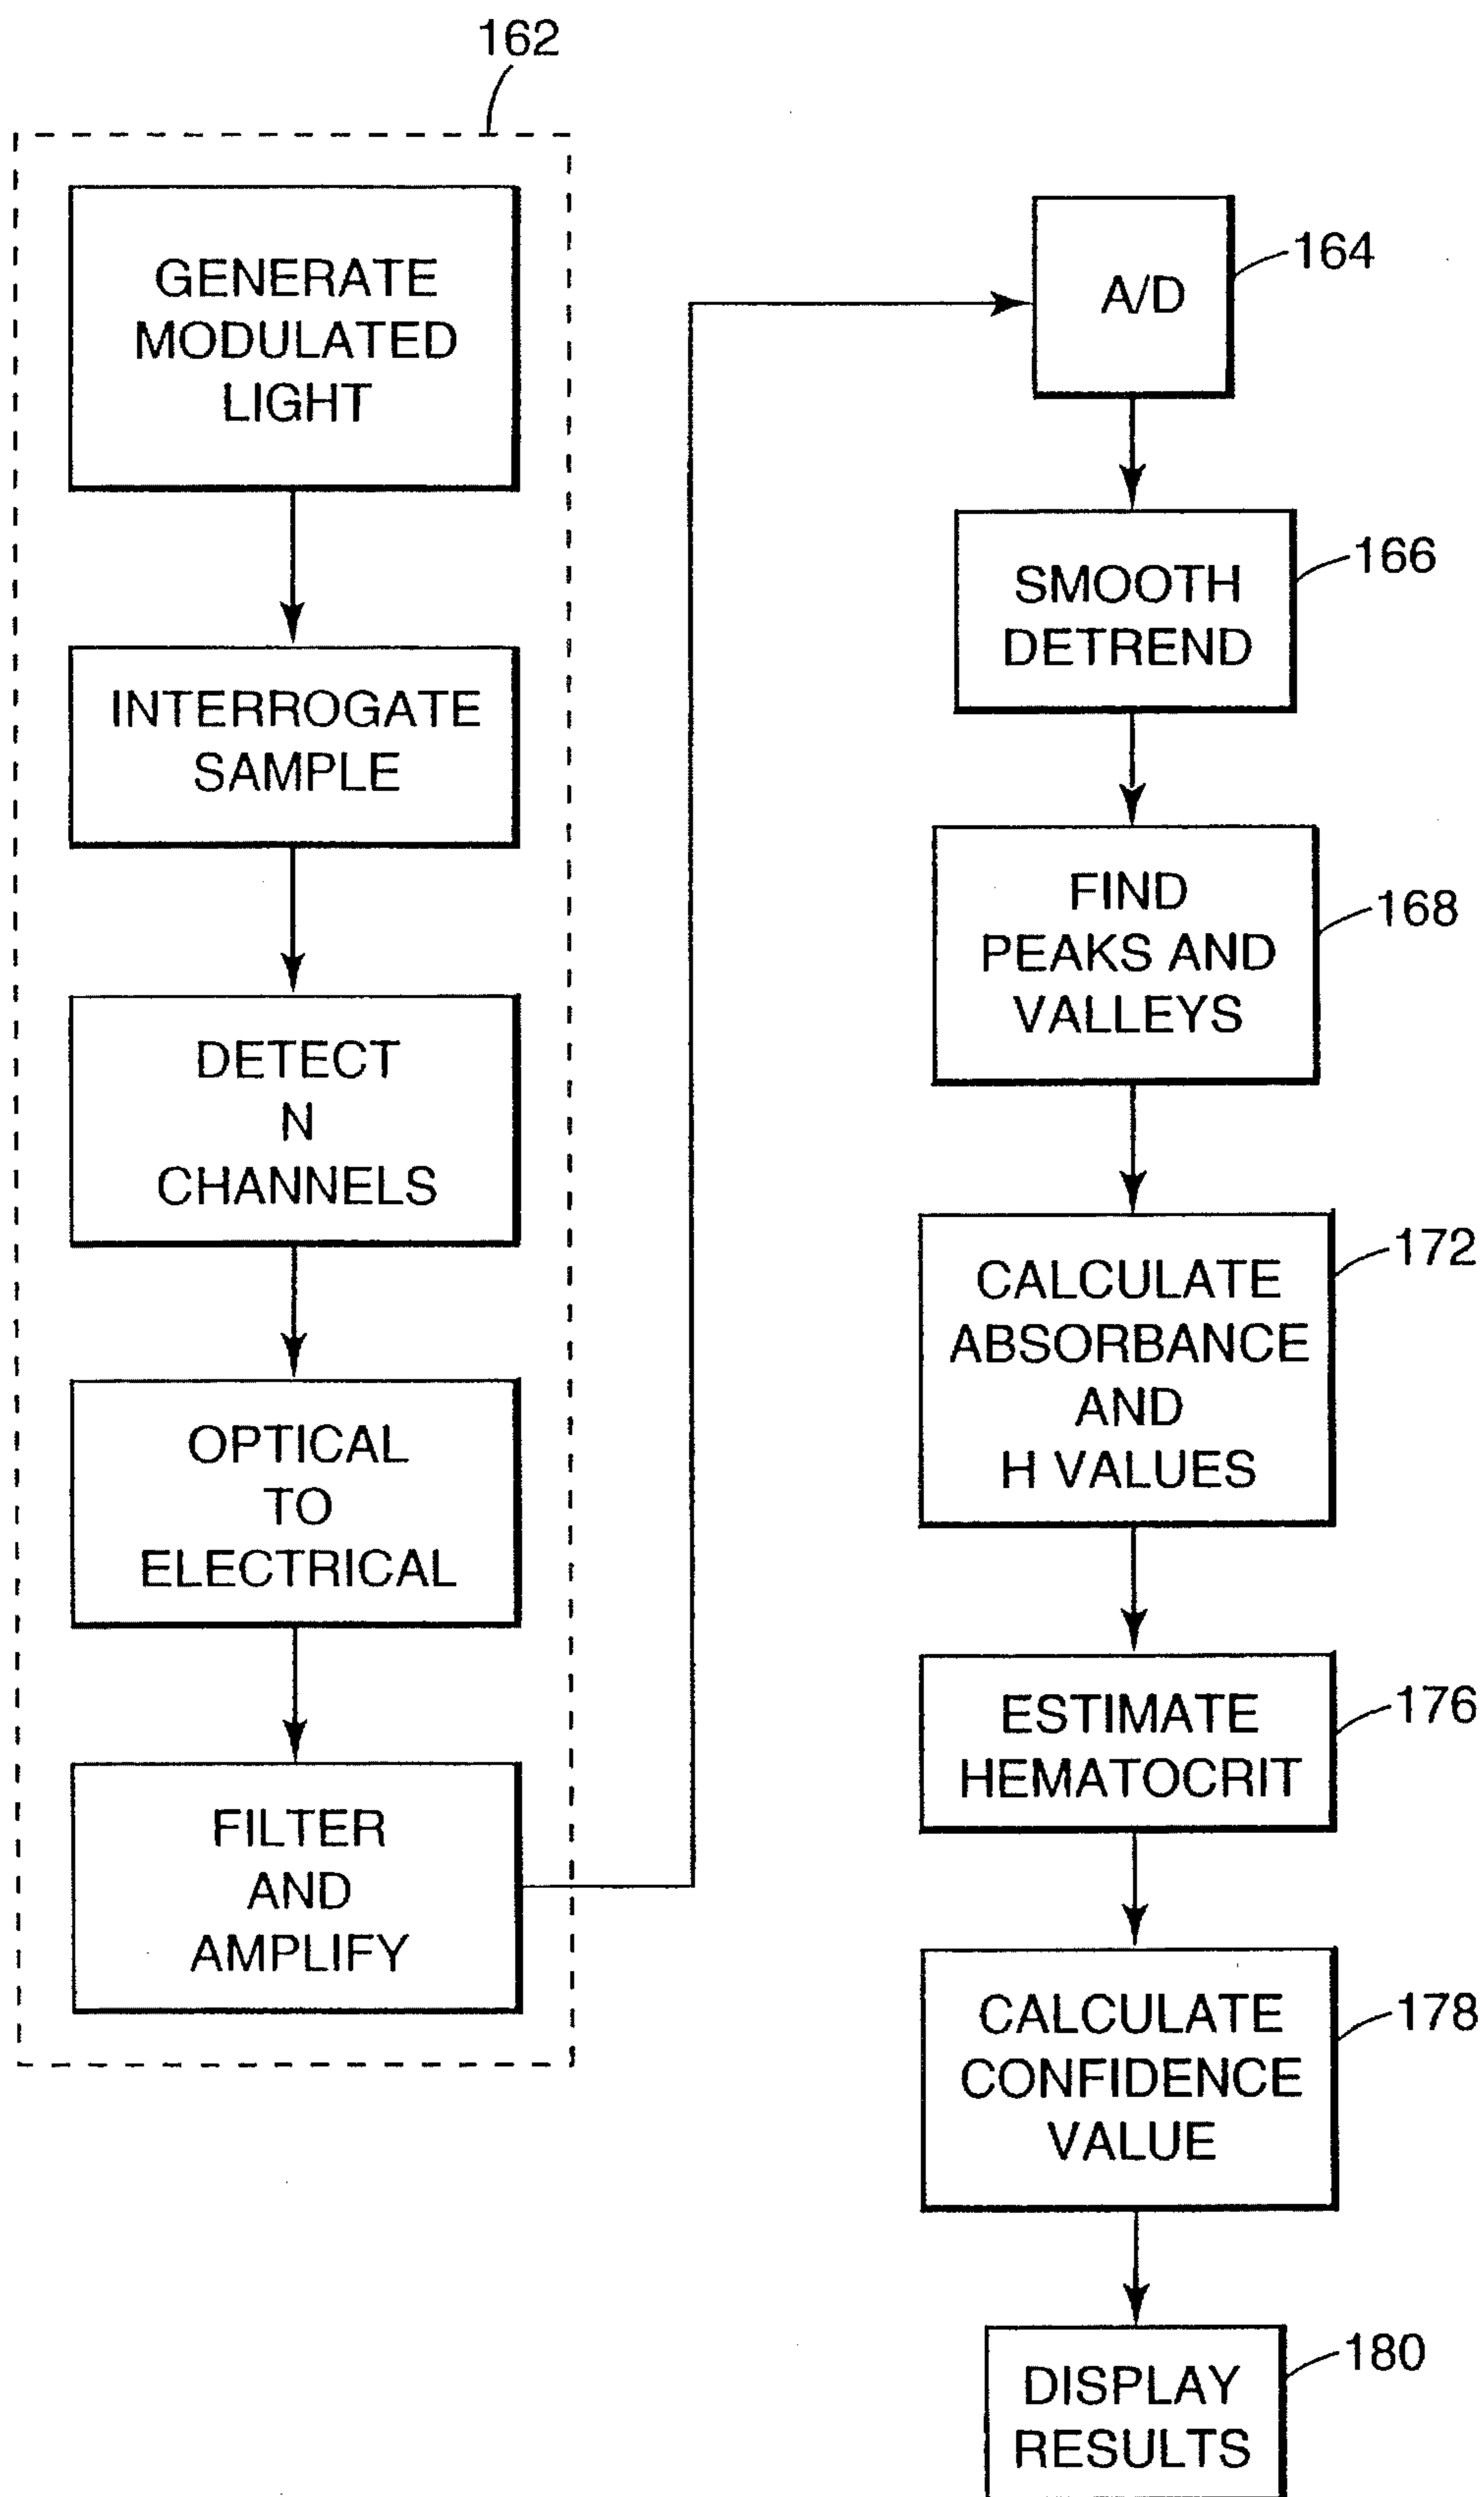 162
GENERATE
MODULATED
LIGHT
INTERROGATE
SAMPLE
DETECT
N
CHANNELS
OPTICAL
TO
ELECTRICAL
FILTER
AND
AMPLIFY
A/D
164
SMOOTH
DETREND
166
FIND
PEAKS AND
VALLEYS
168
CALCULATE
ABSORBANCE
AND
H VALUES
172
ESTIMATE
HEMATOCRIT
176
CALCULATE
CONFIDENCE
VALUE
178
DISPLAY
RESULTS
180